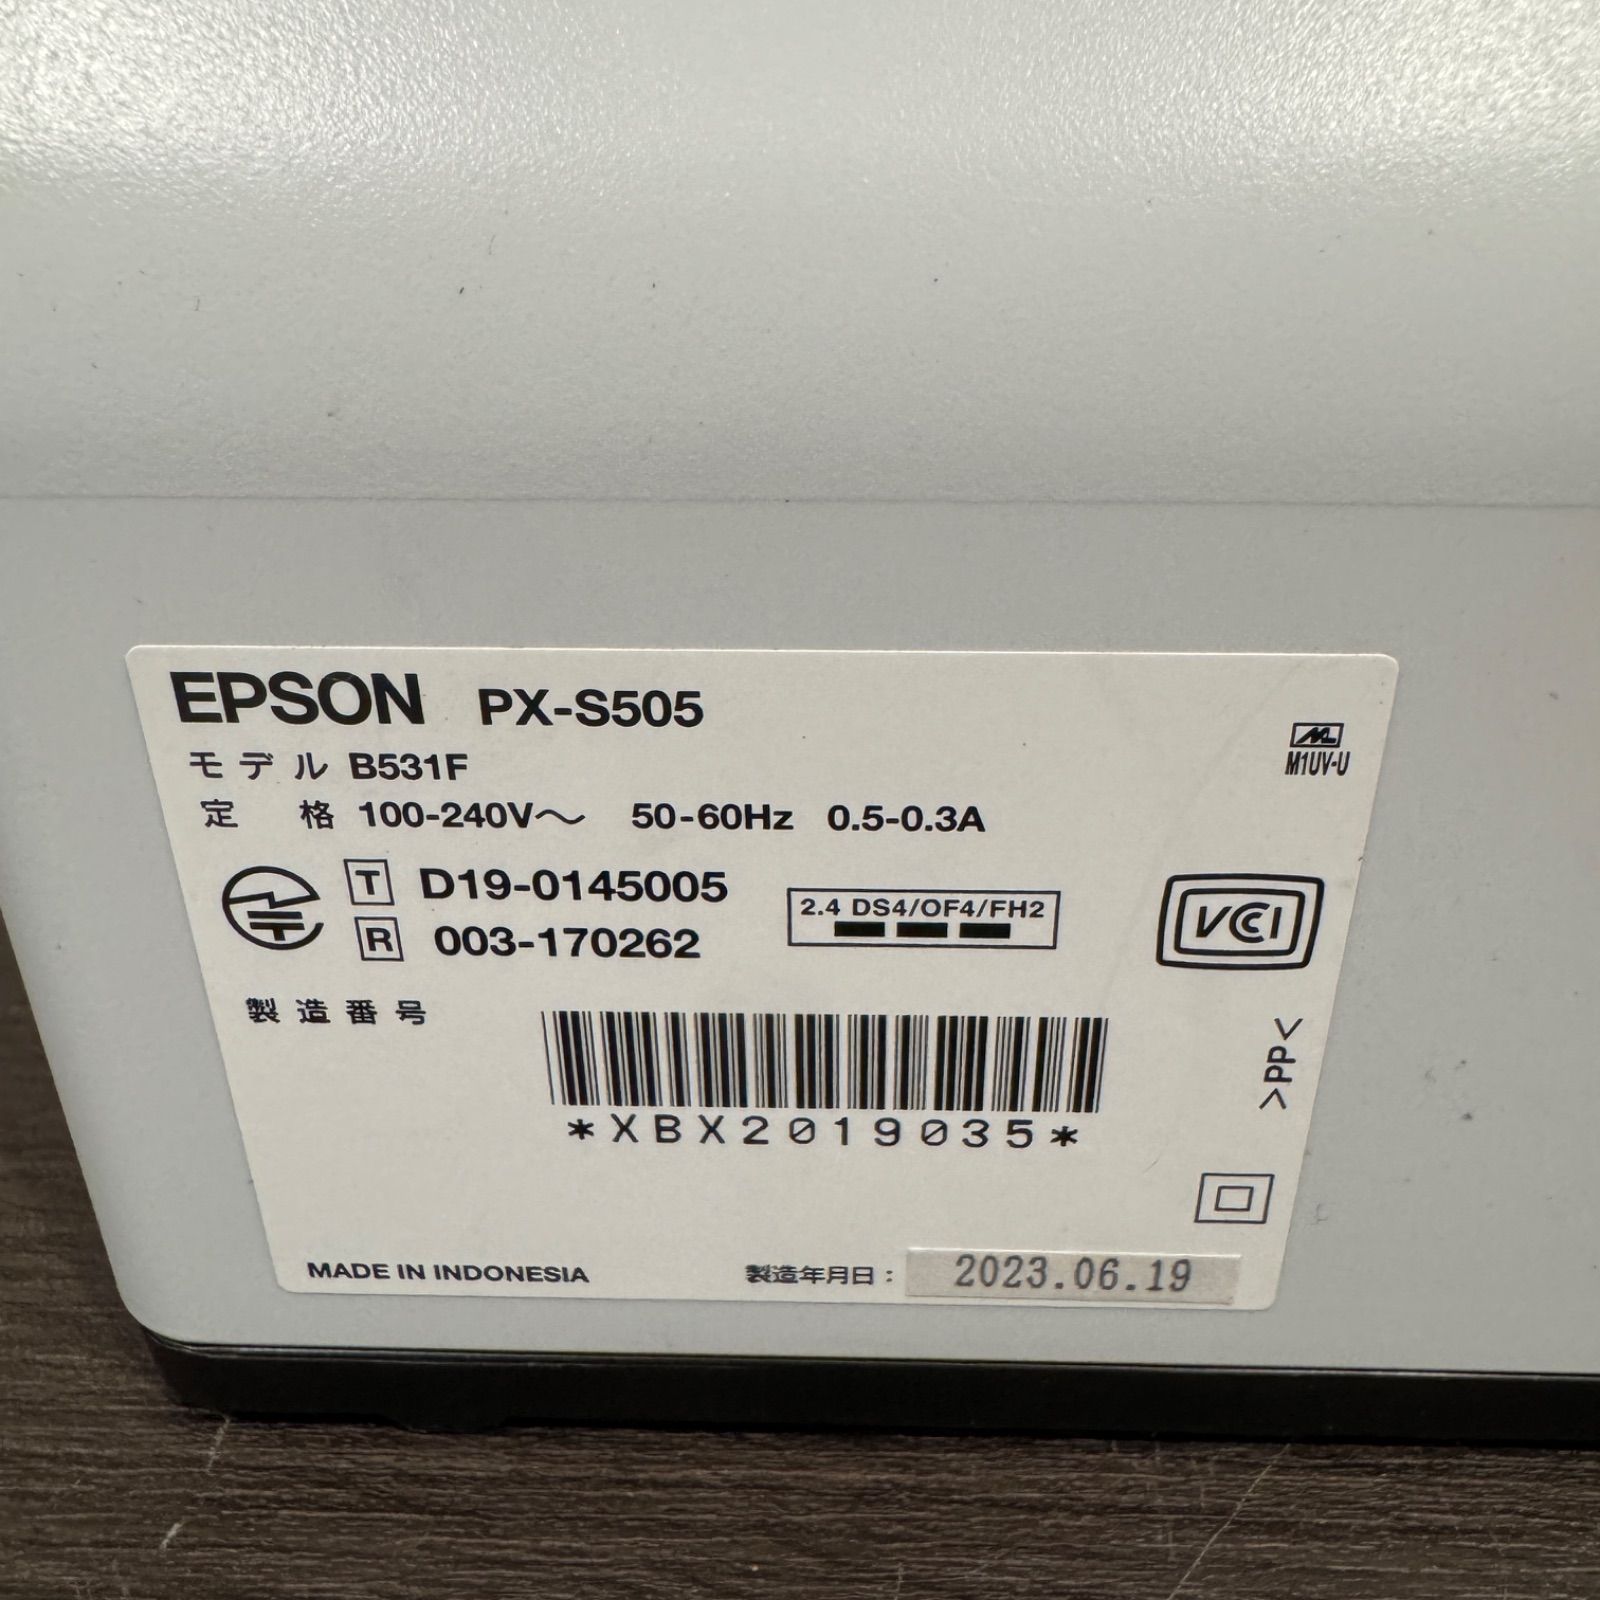 EPSON PX-S505
モデル B531F
定格 100-240V～ 50-60Hz 0.5-0.3A
M1UV-U
T D19-0145005
R 003-170262
2.4 DS4/OF4/FH2
VCCI
製造番号
*XBX2019035*
>PP<
MADE IN INDONESIA
製造年月日: 2023.06.19